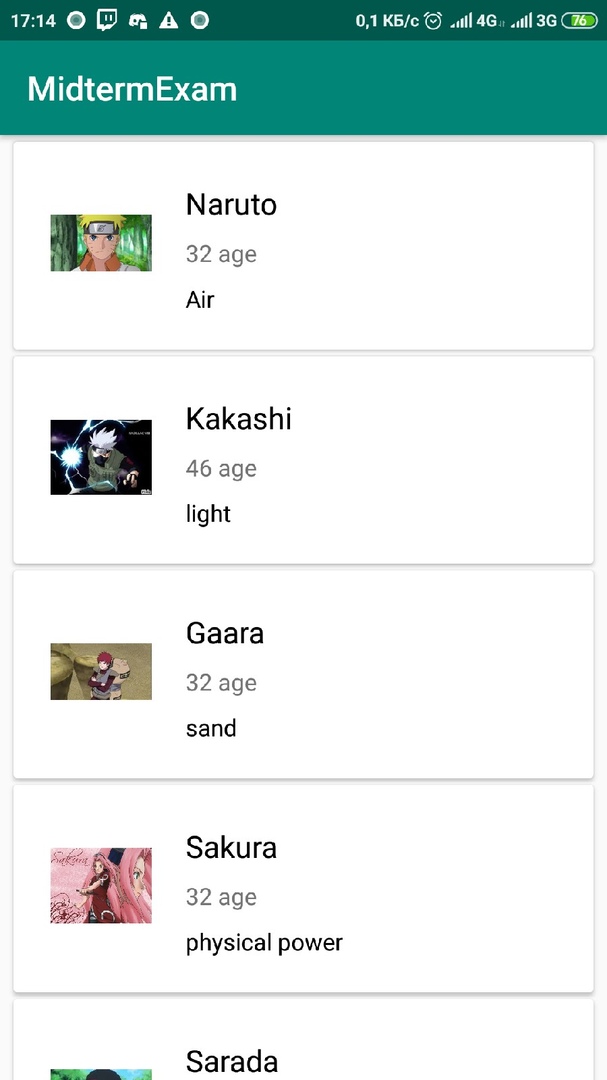 17:14 0,1 КБ/с 4G 3G 76
MidtermExam
Naruto
32 age
Air
Kakashi
46 age
light
Gaara
32 age
sand
Sakura
Sakura
32 age
physical power
Sarada